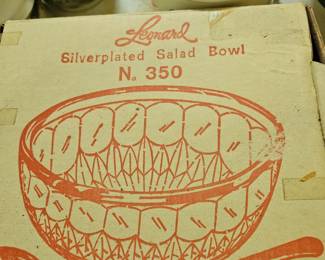 Leonard
Silverplated Salad Bowl
No. 350